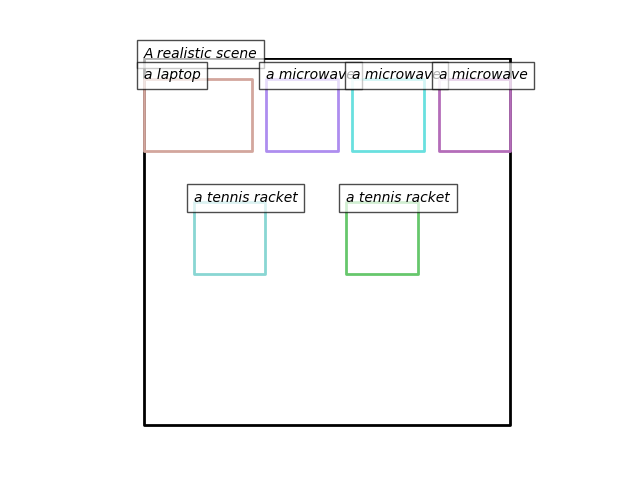 A realistic scene
a laptop
a microwave
a microwave
a microwave
a tennis racket
a tennis racket